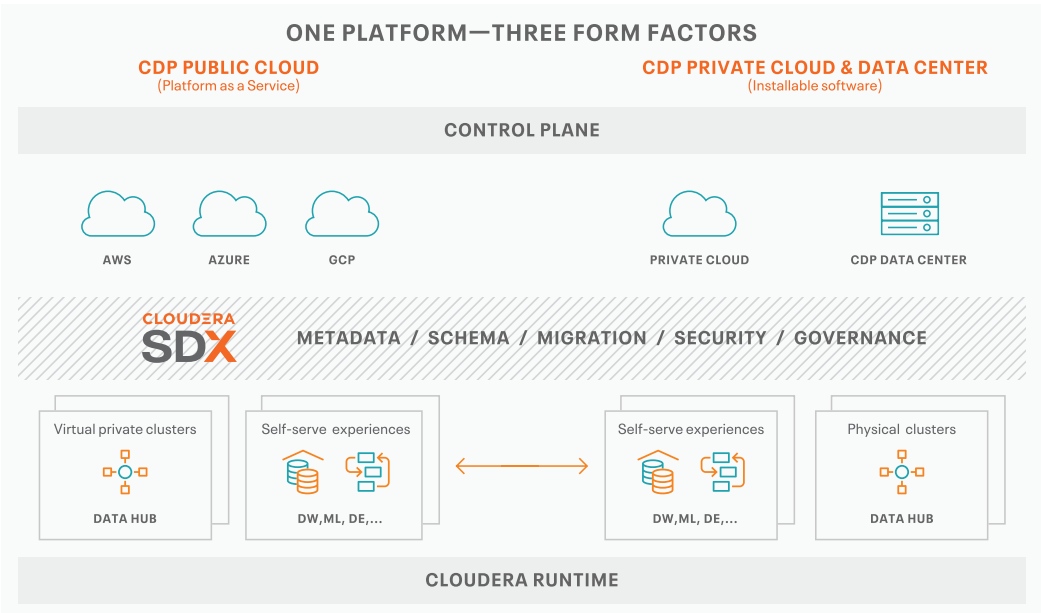 ONE PLATFORM—THREE FORM FACTORS
CDP PUBLIC CLOUD
(Platform as a Service)
CDP PRIVATE CLOUD & DATA CENTER
(Installable software)
CONTROL PLANE
AWS
AZURE
GCP
PRIVATE CLOUD
CDP DATA CENTER
CLOUDERA
SDX
METADATA / SCHEMA / MIGRATION / SECURITY / GOVERNANCE
Virtual private clusters
DATA HUB
Self-serve experiences
DW,ML, DE,...
Self-serve experiences
DW,ML, DE,...
Physical clusters
DATA HUB
CLOUDERA RUNTIME